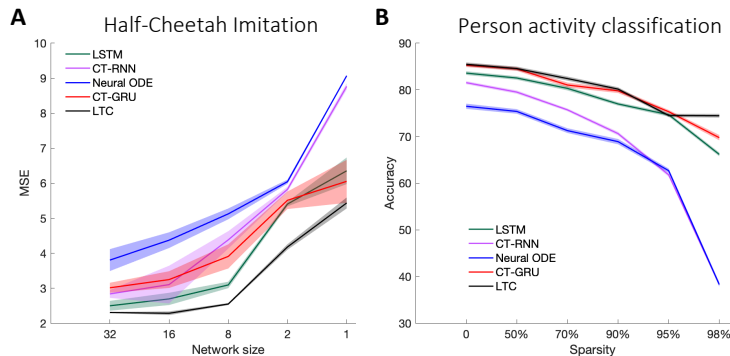 A
Half-Cheetah Imitation
10
9
8
7
6
5
4
3
2
MSE
LSTM
CT-RNN
Neural ODE
CT-GRU
LTC
32 16 8 2 1
Network size
B
Person activity classification
90
80
70
60
50
40
30
Accuracy
LSTM
CT-RNN
Neural ODE
CT-GRU
LTC
0 50% 70% 90% 95% 98%
Sparsity